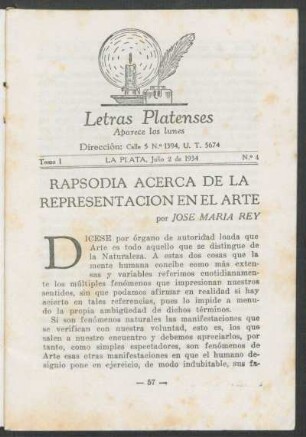 Letras Platenses
Aparece los lunes
Dirección: Calle 5 N.º 1394, U. T. 5674
Tomo I LA PLATA, Julio 2 de 1934 N.º 4
RAPSODIA ACERCA DE LA
REPRESENTACION EN EL ARTE
por JOSE MARIA REY
DICESE por órgano de autoridad loada que
Arte es todo aquello que se distingue de
la Naturaleza. A estas dos cosas que la
mente humana concibe como más exten-
sas y variables referimos cuotidianamen-
te los múltiples fenómenos que impresionan nuestros
sentidos, sin que podamos afirmar en realidad si hay
acierto en tales referencias, pues lo impide a menu-
do la propia ambigüedad de dichos términos.
Si son fenómenos naturales las manifestaciones que
se verifican con nuestra voluntad, esto es, los que
salen a nuestro encuentro y debemos apreciarlos, por
tanto, como simples espectadores, son fenómenos de
Arte esas otras manifestaciones en que el humano de-
signio pone en ejercicio, de modo indubitable, sus fa-
— 57 —